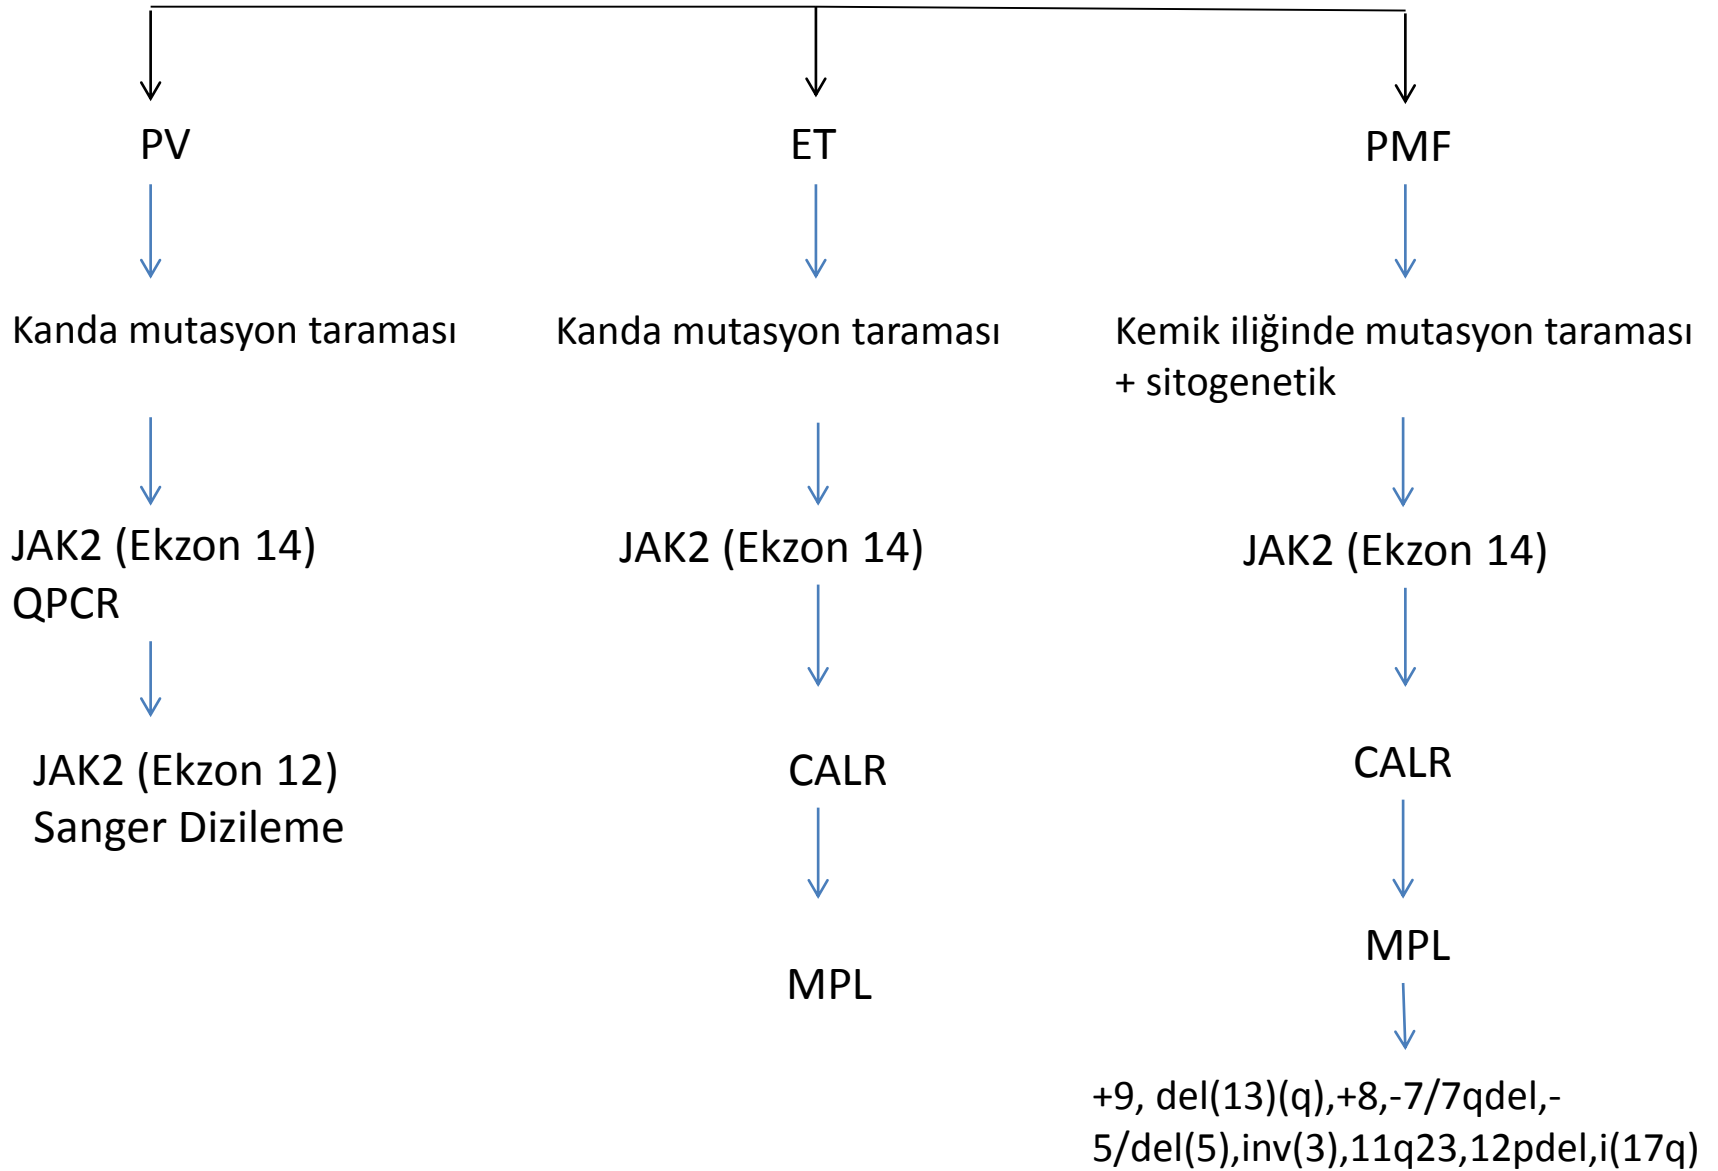 PV
Kanda mutasyon taraması
JAK2 (Ekzon 14)
QPCR
JAK2 (Ekzon 12)
Sanger Dizileme
ET
Kanda mutasyon taraması
JAK2 (Ekzon 14)
CALR
MPL
PMF
Kemik iliğinde mutasyon taraması
+ sitogenetik
JAK2 (Ekzon 14)
CALR
MPL
+9, del(13)(q),+8,-7/7qdel,-
5/del(5),inv(3),11q23,12pdel,i(17q)